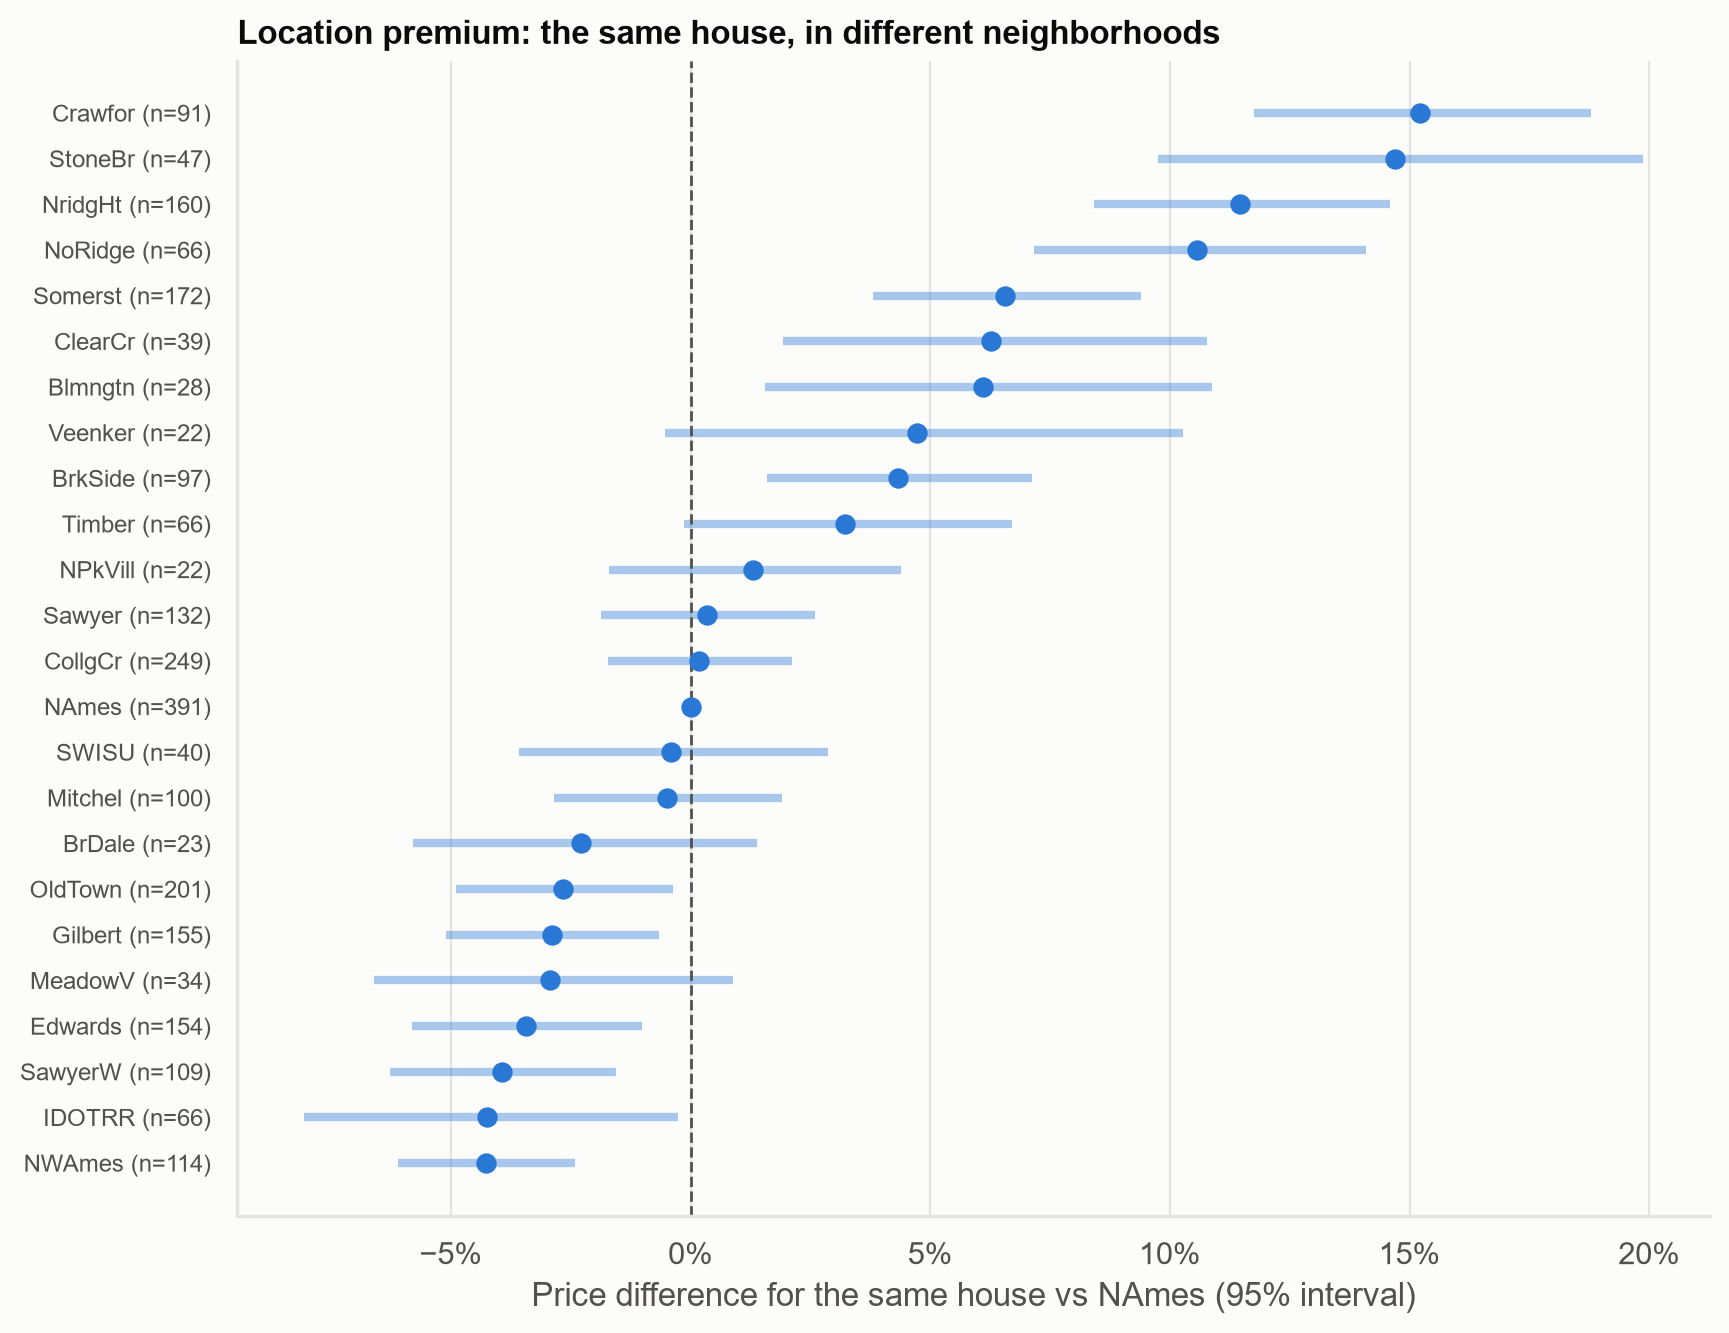 Location premium: the same house, in different neighborhoods
Crawfor (n=91)
StoneBr (n=47)
NridgHt (n=160)
NoRidge (n=66)
Somerst (n=172)
ClearCr (n=39)
Blmngtn (n=28)
Veenker (n=22)
BrkSide (n=97)
Timber (n=66)
NPkVill (n=22)
Sawyer (n=132)
CollgCr (n=249)
NAmes (n=391)
SWISU (n=40)
Mitchel (n=100)
BrDale (n=23)
OldTown (n=201)
Gilbert (n=155)
MeadowV (n=34)
Edwards (n=154)
SawyerW (n=109)
IDOTRR (n=66)
NWAmes (n=114)
−5% 0% 5% 10% 15% 20%
Price difference for the same house vs NAmes (95% interval)